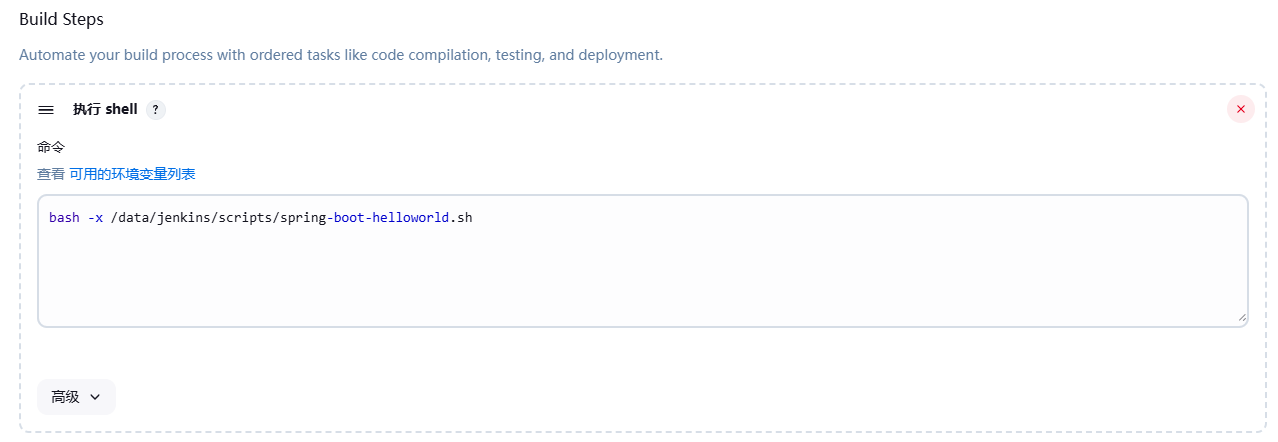 Build Steps
Automate your build process with ordered tasks like code compilation, testing, and deployment.
执行 shell ?
命令
查看 可用的环境变量列表
bash -x /data/jenkins/scripts/spring-boot-helloworld.sh
高级